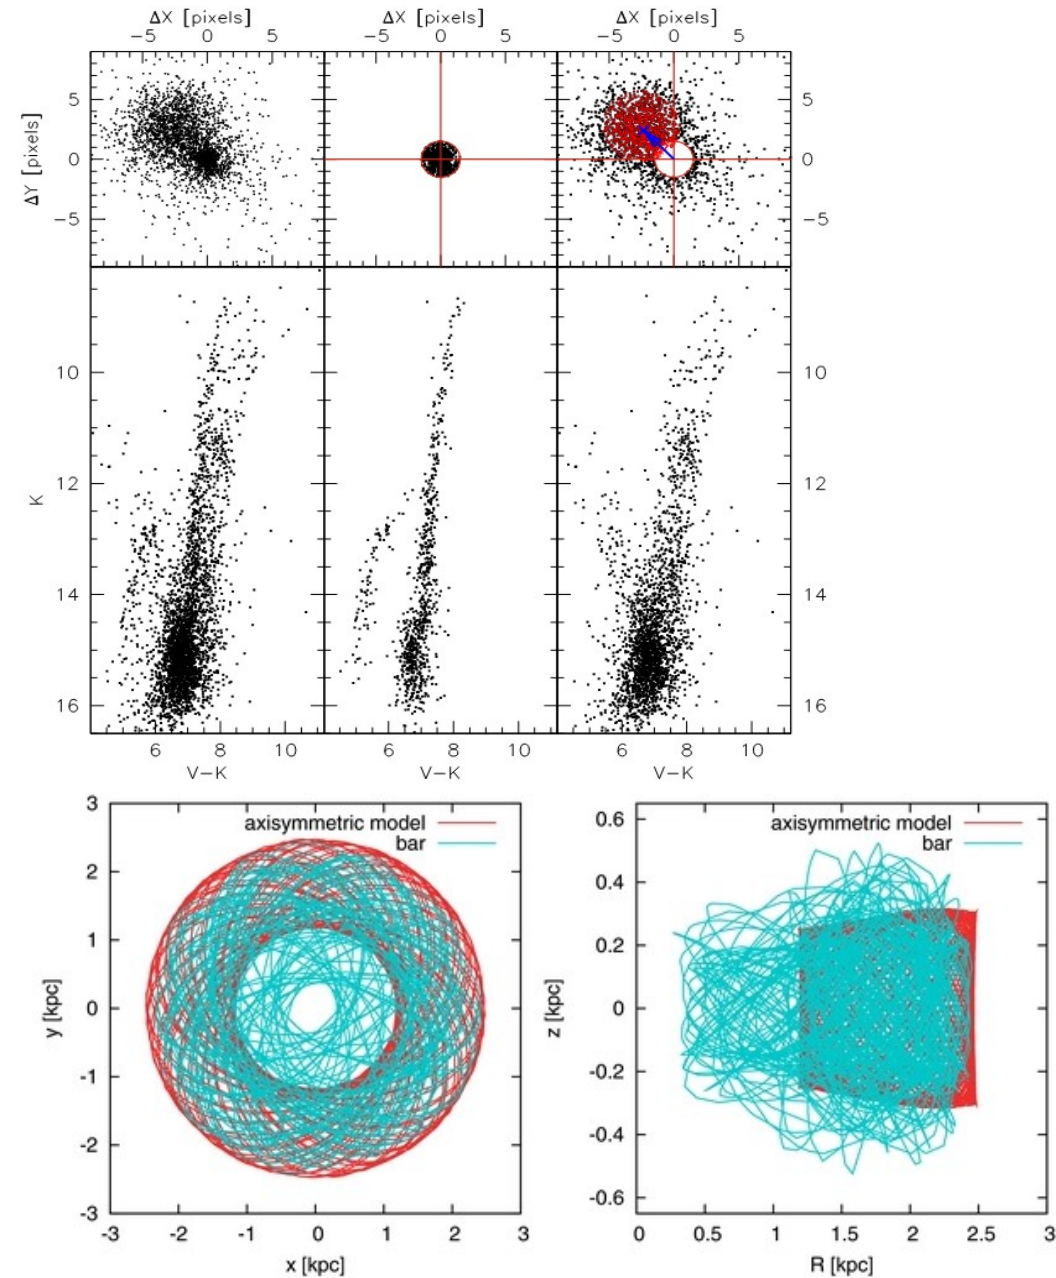 ΔX [pixels] ΔX [pixels] ΔX [pixels]
−5 0 5 −5 0 5 −5 0 5
5 5
ΔY [pixels]
0 0
−5 −5
10 10
12 12
K
14 14
16 16
6 8 10 6 8 10 6 8 10
V−K V−K V−K
3 0.6
axisymmetric model axisymmetric model
bar bar
2 0.4
1 0.2
y [kpc] z [kpc]
0 0
-1 -0.2
-2 -0.4
-3 -0.6
-3 -2 -1 0 1 2 3 0 0.5 1 1.5 2 2.5 3
x [kpc] R [kpc]